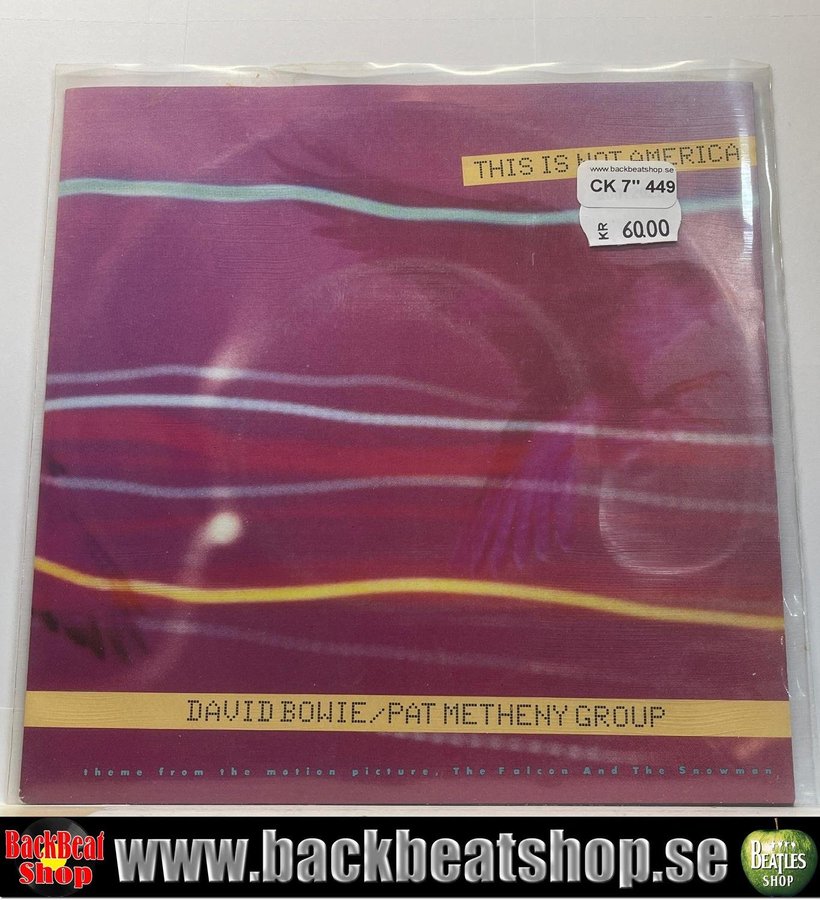 THIS IS NOT AMERICA
www.backbeatshop.se
CK 7" 449
KR 60.00
DAVID BOWIE/PAT METHENY GROUP
theme from the motion picture, The Falcon And The Snowman
BackBeat
Shop
www.backbeatshop.se
BEATLES
SHOP